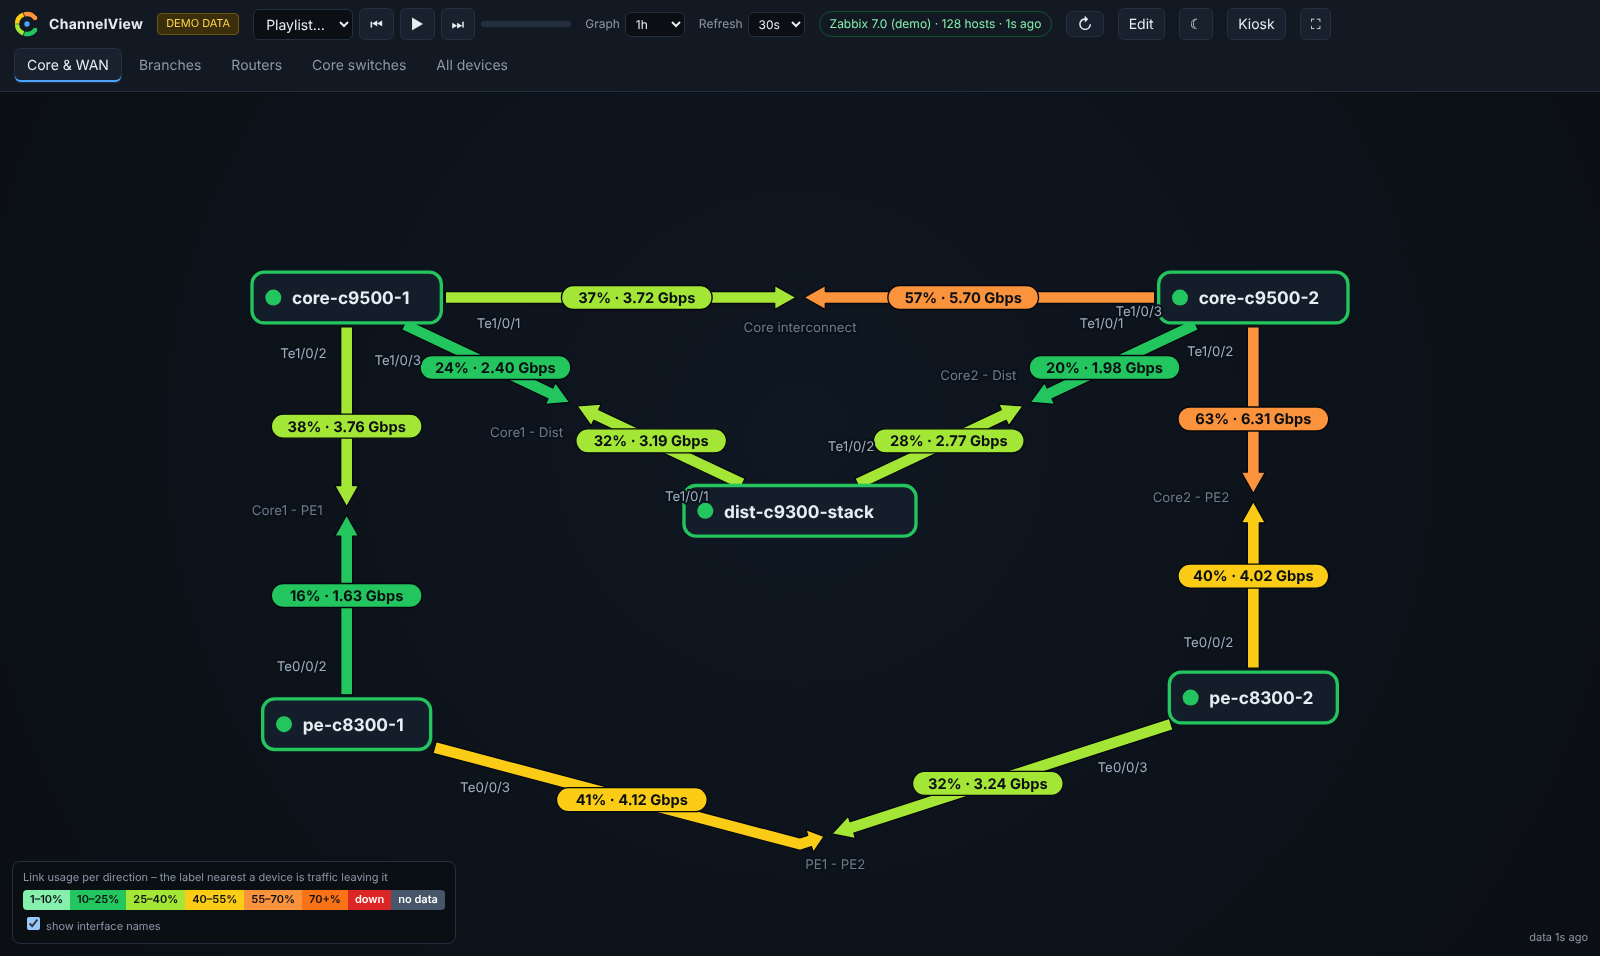 ChannelView
DEMO DATA
Playlist...
Graph
1h
Refresh
30s
Zabbix 7.0 (demo) · 128 hosts · 1s ago
Edit
Kiosk
Core & WAN
Branches
Routers
Core switches
All devices
core-c9500-1
37% · 3.72 Gbps
57% · 5.70 Gbps
core-c9500-2
Te1/0/1
Core interconnect
Te1/0/1
Te1/0/3
Te1/0/2
Te1/0/3
24% · 2.40 Gbps
Core2 - Dist
20% · 1.98 Gbps
Te1/0/2
38% · 3.76 Gbps
Core1 - Dist
32% · 3.19 Gbps
Te1/0/2
28% · 2.77 Gbps
63% · 6.31 Gbps
Te1/0/1
dist-c9300-stack
Core1 - PE1
Core2 - PE2
16% · 1.63 Gbps
40% · 4.02 Gbps
Te0/0/2
Te0/0/2
pe-c8300-1
pe-c8300-2
Te0/0/3
41% · 4.12 Gbps
32% · 3.24 Gbps
Te0/0/3
PE1 - PE2
Link usage per direction – the label nearest a device is traffic leaving it
1–10%
10–25%
25–40%
40–55%
55–70%
70+%
down
no data
show interface names
data 1s ago